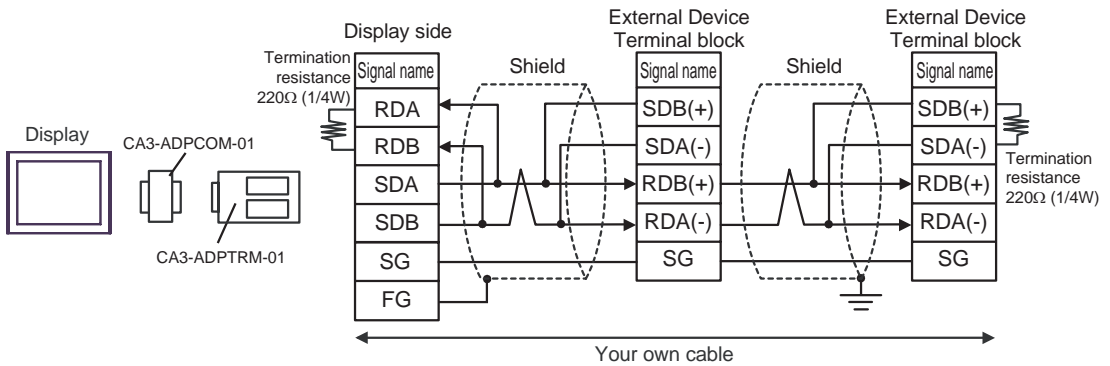 Display
CA3-ADPCOM-01
CA3-ADPTRM-01
Display side
Termination
resistance
220Ω (1/4W)
Signal name
RDA
RDB
SDA
SDB
SG
FG
Shield
External Device
Terminal block
Signal name
SDB(+)
SDA(-)
RDB(+)
RDA(-)
SG
Shield
External Device
Terminal block
Signal name
SDB(+)
SDA(-)
RDB(+)
RDA(-)
SG
Termination
resistance
220Ω (1/4W)
Your own cable